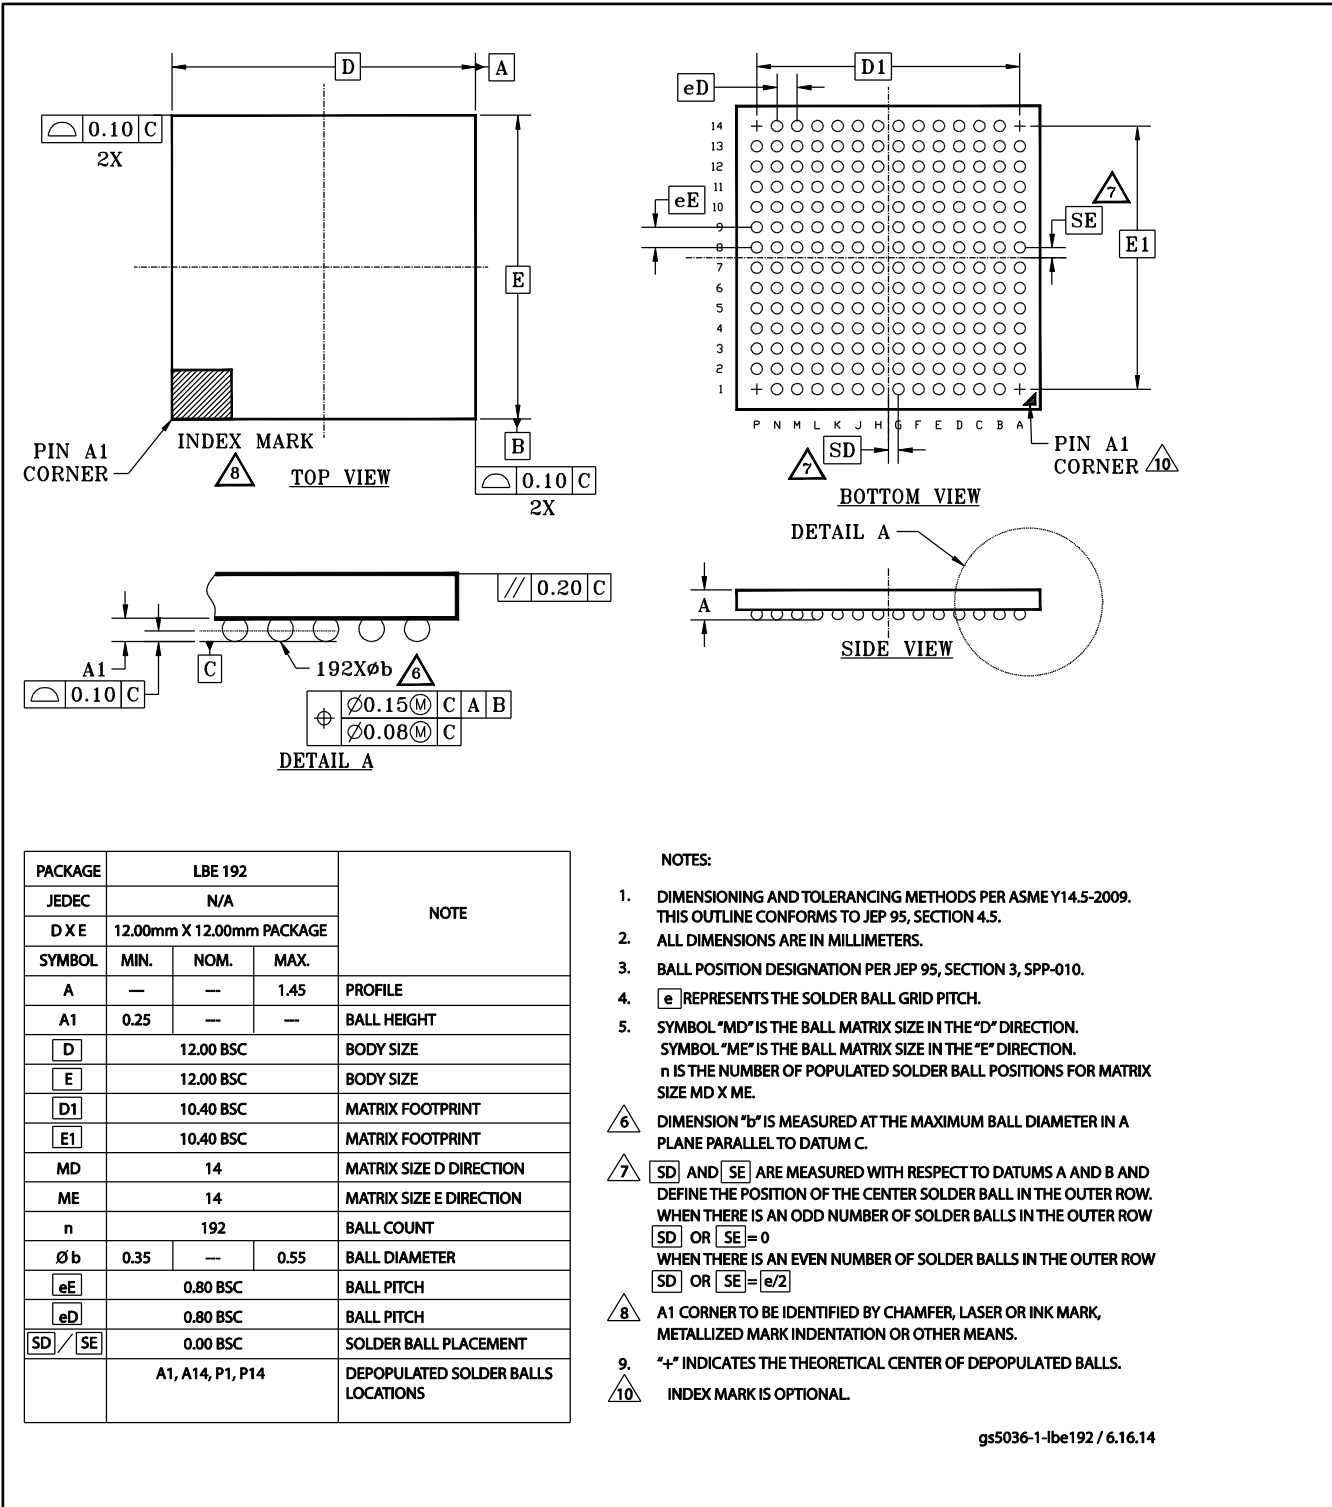 D
A
0.10 C
2X
E
PIN A1
CORNER
INDEX MARK
8
TOP VIEW
B
0.10 C
2X
D1
eD
14
13
12
11
10
9
8
7
6
5
4
3
2
1
eE
7
SE
E1
P N M L K J H G F E D C B A
SD
7
PIN A1
CORNER 10
BOTTOM VIEW
DETAIL A
A
SIDE VIEW
// 0.20 C
A1
C
0.10 C
192XØb 6
Ø0.15Ⓜ C A B
Ø0.08Ⓜ C
DETAIL A
PACKAGE LBE 192 NOTE
JEDEC N/A
D X E 12.00mm X 12.00mm PACKAGE
SYMBOL MIN. NOM. MAX.
A — --- 1.45 PROFILE
A1 0.25 --- --- BALL HEIGHT
D 12.00 BSC BODY SIZE
E 12.00 BSC BODY SIZE
D1 10.40 BSC MATRIX FOOTPRINT
E1 10.40 BSC MATRIX FOOTPRINT
MD 14 MATRIX SIZE D DIRECTION
ME 14 MATRIX SIZE E DIRECTION
n 192 BALL COUNT
Ø b 0.35 --- 0.55 BALL DIAMETER
eE 0.80 BSC BALL PITCH
eD 0.80 BSC BALL PITCH
SD / SE 0.00 BSC SOLDER BALL PLACEMENT
A1, A14, P1, P14 DEPOPULATED SOLDER BALLS
LOCATIONS
NOTES:
1. DIMENSIONING AND TOLERANCING METHODS PER ASME Y14.5-2009.
THIS OUTLINE CONFORMS TO JEP 95, SECTION 4.5.
2. ALL DIMENSIONS ARE IN MILLIMETERS.
3. BALL POSITION DESIGNATION PER JEP 95, SECTION 3, SPP-010.
4. e REPRESENTS THE SOLDER BALL GRID PITCH.
5. SYMBOL "MD" IS THE BALL MATRIX SIZE IN THE "D" DIRECTION.
SYMBOL "ME" IS THE BALL MATRIX SIZE IN THE "E" DIRECTION.
n IS THE NUMBER OF POPULATED SOLDER BALL POSITIONS FOR MATRIX
SIZE MD X ME.
6 DIMENSION "b" IS MEASURED AT THE MAXIMUM BALL DIAMETER IN A
PLANE PARALLEL TO DATUM C.
7 SD AND SE ARE MEASURED WITH RESPECT TO DATUMS A AND B AND
DEFINE THE POSITION OF THE CENTER SOLDER BALL IN THE OUTER ROW.
WHEN THERE IS AN ODD NUMBER OF SOLDER BALLS IN THE OUTER ROW
SD OR SE = 0
WHEN THERE IS AN EVEN NUMBER OF SOLDER BALLS IN THE OUTER ROW
SD OR SE = e/2
8 A1 CORNER TO BE IDENTIFIED BY CHAMFER, LASER OR INK MARK,
METALLIZED MARK INDENTATION OR OTHER MEANS.
9. "+" INDICATES THE THEORETICAL CENTER OF DEPOPULATED BALLS.
10 INDEX MARK IS OPTIONAL.
gs5036-1-lbe192 / 6.16.14